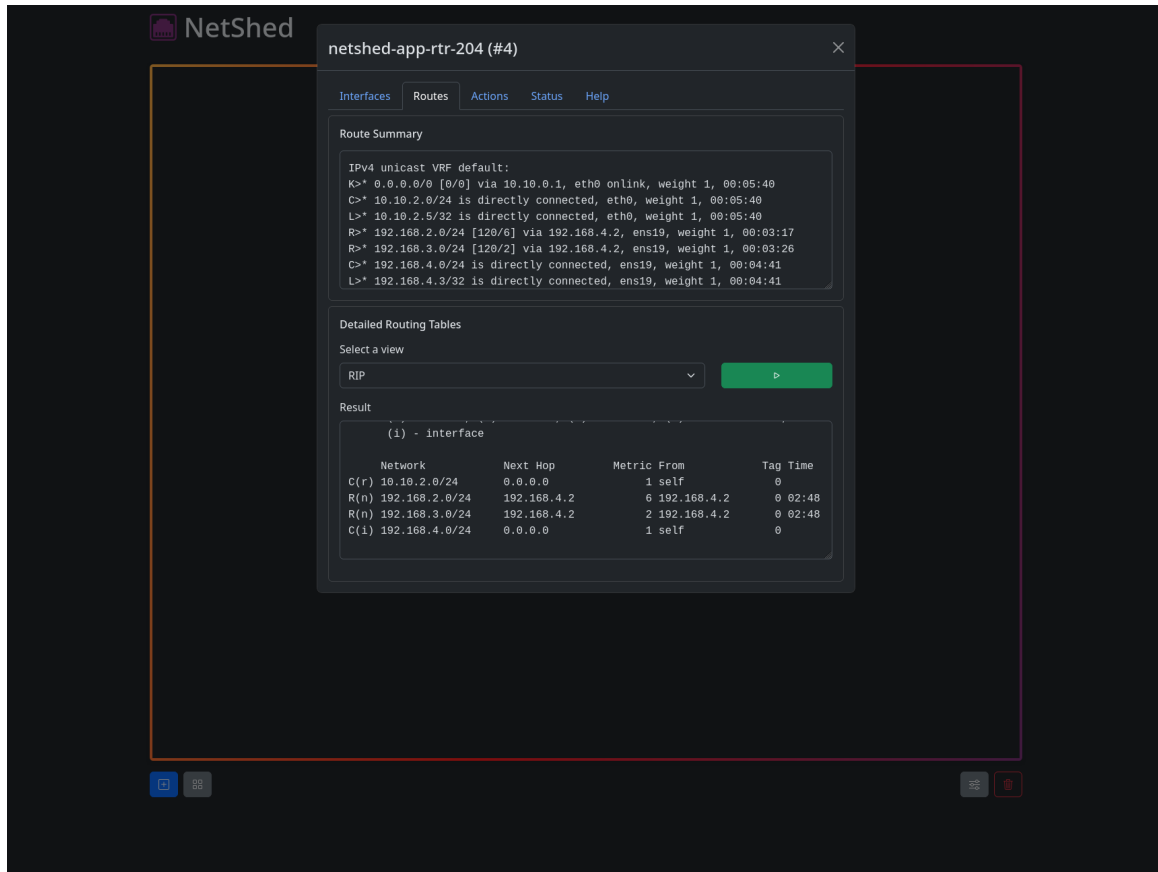 NetShed
netshed-app-rtr-204 (#4)
Interfaces Routes Actions Status Help
Route Summary
IPv4 unicast VRF default:
K>* 0.0.0.0/0 [0/0] via 10.10.0.1, eth0 onlink, weight 1, 00:05:40
C>* 10.10.2.0/24 is directly connected, eth0, weight 1, 00:05:40
L>* 10.10.2.5/32 is directly connected, eth0, weight 1, 00:05:40
R>* 192.168.2.0/24 [120/6] via 192.168.4.2, ens19, weight 1, 00:03:17
R>* 192.168.3.0/24 [120/2] via 192.168.4.2, ens19, weight 1, 00:03:26
C>* 192.168.4.0/24 is directly connected, ens19, weight 1, 00:04:41
L>* 192.168.4.3/32 is directly connected, ens19, weight 1, 00:04:41
Detailed Routing Tables
Select a view
RIP
Result
(i) - interface
Network Next Hop Metric From Tag Time
C(r) 10.10.2.0/24 0.0.0.0 1 self 0
R(n) 192.168.2.0/24 192.168.4.2 6 192.168.4.2 0 02:48
R(n) 192.168.3.0/24 192.168.4.2 2 192.168.4.2 0 02:48
C(i) 192.168.4.0/24 0.0.0.0 1 self 0